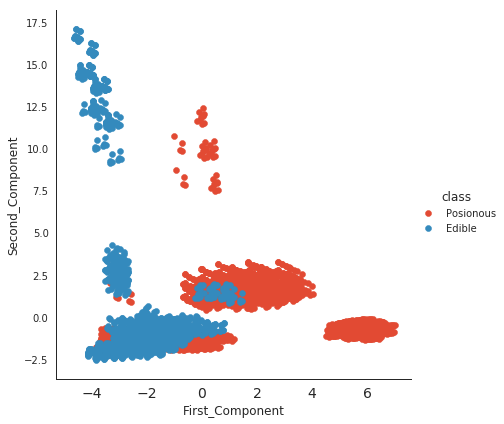 17.5
15.0
12.5
10.0
7.5
5.0
2.5
0.0
−2.5
Second_Component
−4 −2 0 2 4 6
First_Component
class
Posionous
Edible